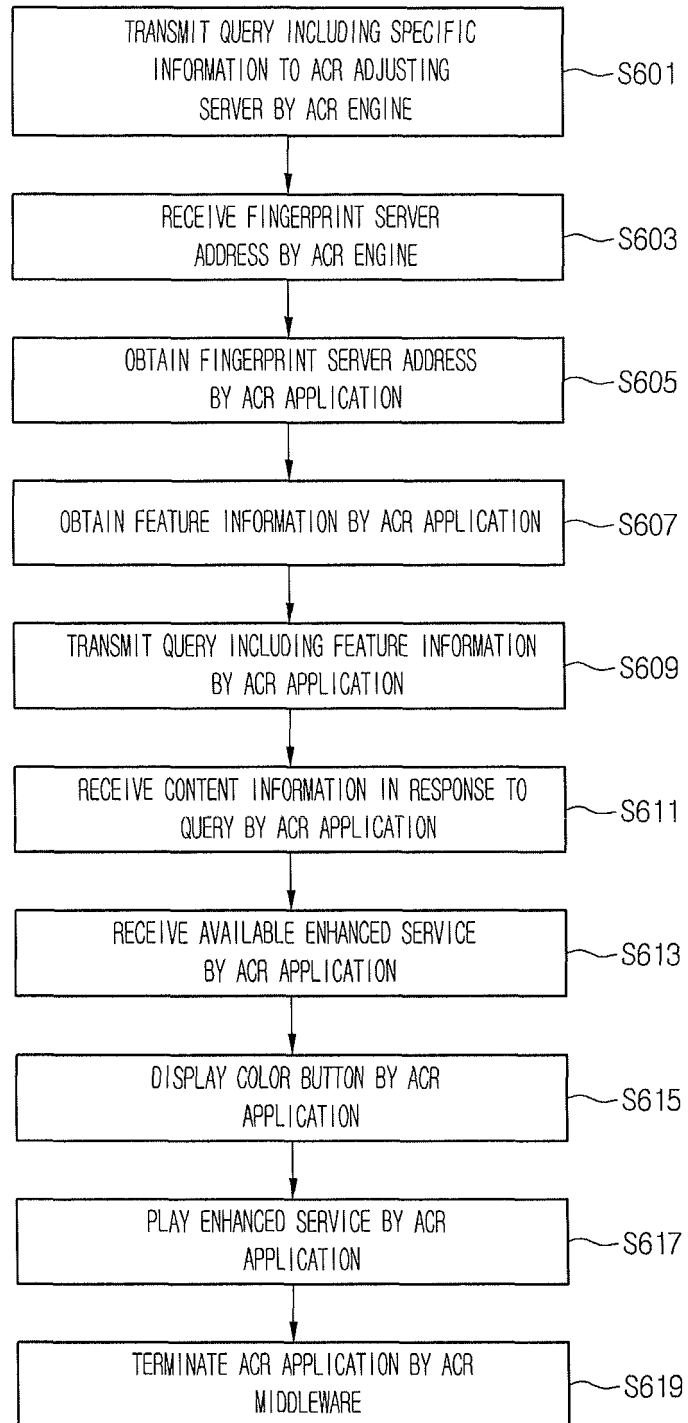 TRANSMIT QUERY INCLUDING SPECIFIC
INFORMATION TO ACR ADJUSTING
SERVER BY ACR ENGINE
S601
RECEIVE FINGERPRINT SERVER
ADDRESS BY ACR ENGINE
S603
OBTAIN FINGERPRINT SERVER ADDRESS
BY ACR APPLICATION
S605
OBTAIN FEATURE INFORMATION BY ACR APPLICATION
S607
TRANSMIT QUERY INCLUDING FEATURE INFORMATION
BY ACR APPLICATION
S609
RECEIVE CONTENT INFORMATION IN RESPONSE TO
QUERY BY ACR APPLICATION
S611
RECEIVE AVAILABLE ENHANCED SERVICE
BY ACR APPLICATION
S613
DISPLAY COLOR BUTTON BY ACR
APPLICATION
S615
PLAY ENHANCED SERVICE BY ACR
APPLICATION
S617
TERMINATE ACR APPLICATION BY ACR
MIDDLEWARE
S619